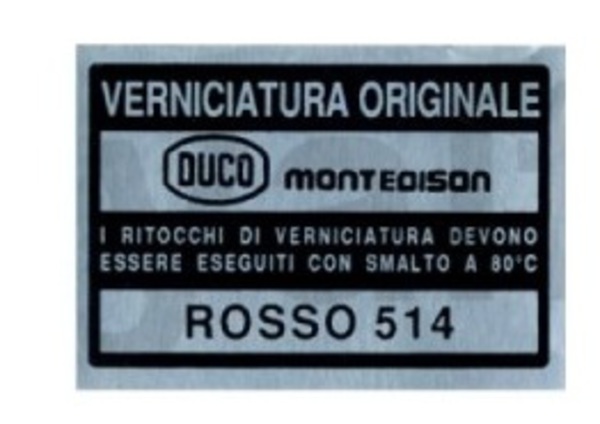 VERNICIATURA ORIGINALE
DUCO MONTEDISON
I RITOCCHI DI VERNICIATURA DEVONO
ESSERE ESEGUITI CON SMALTO A 80°C
ROSSO 514